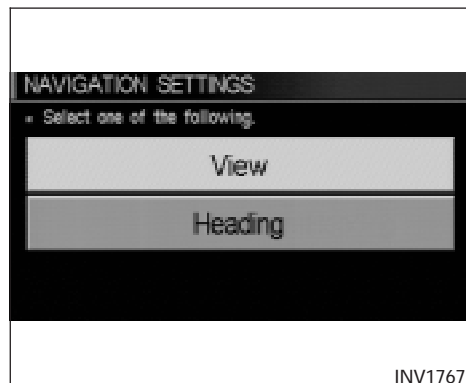 NAVIGATION SETTINGS
- Select one of the following.
View
Heading
INV1767